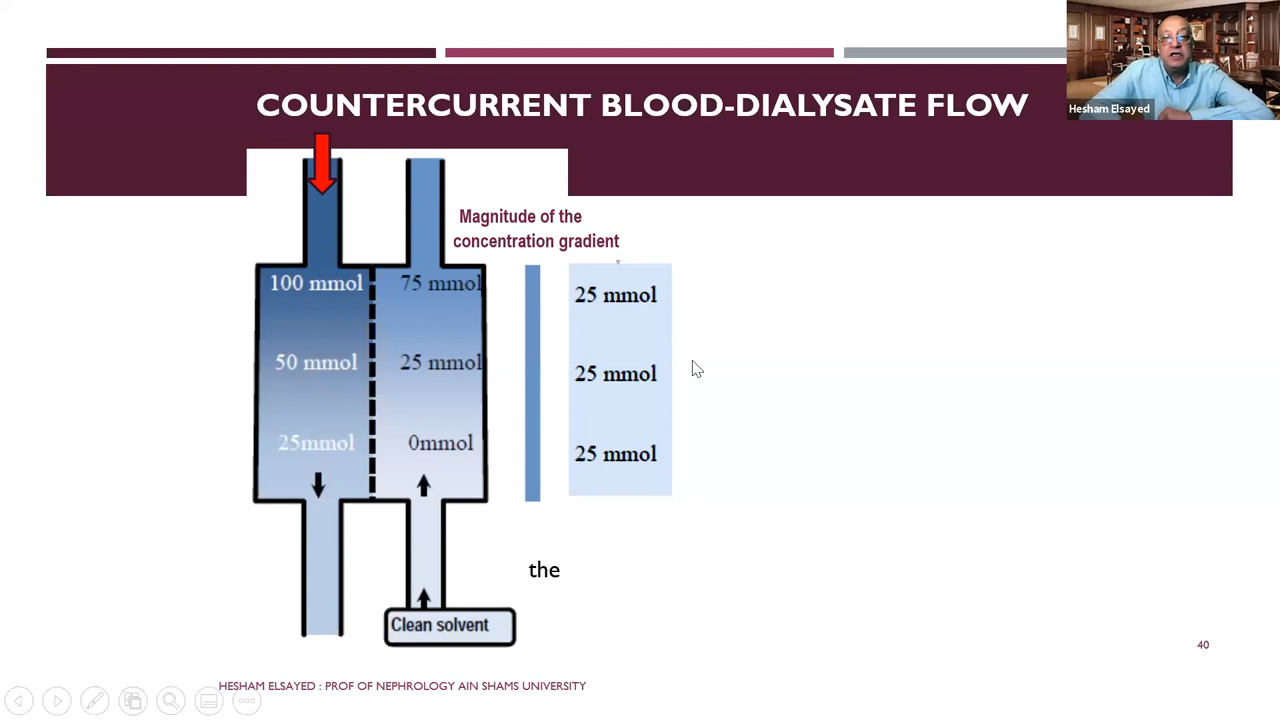 COUNTERCURRENT BLOOD-DIALYSATE FLOW
Hesham Elsayed
Magnitude of the
concentration gradient
100 mmol
75 mmol
25 mmol
50 mmol
25 mmol
25 mmol
25mmol
0mmol
25 mmol
the
Clean solvent
40
HESHAM ELSAYED : PROF OF NEPHROLOGY AIN SHAMS UNIVERSITY